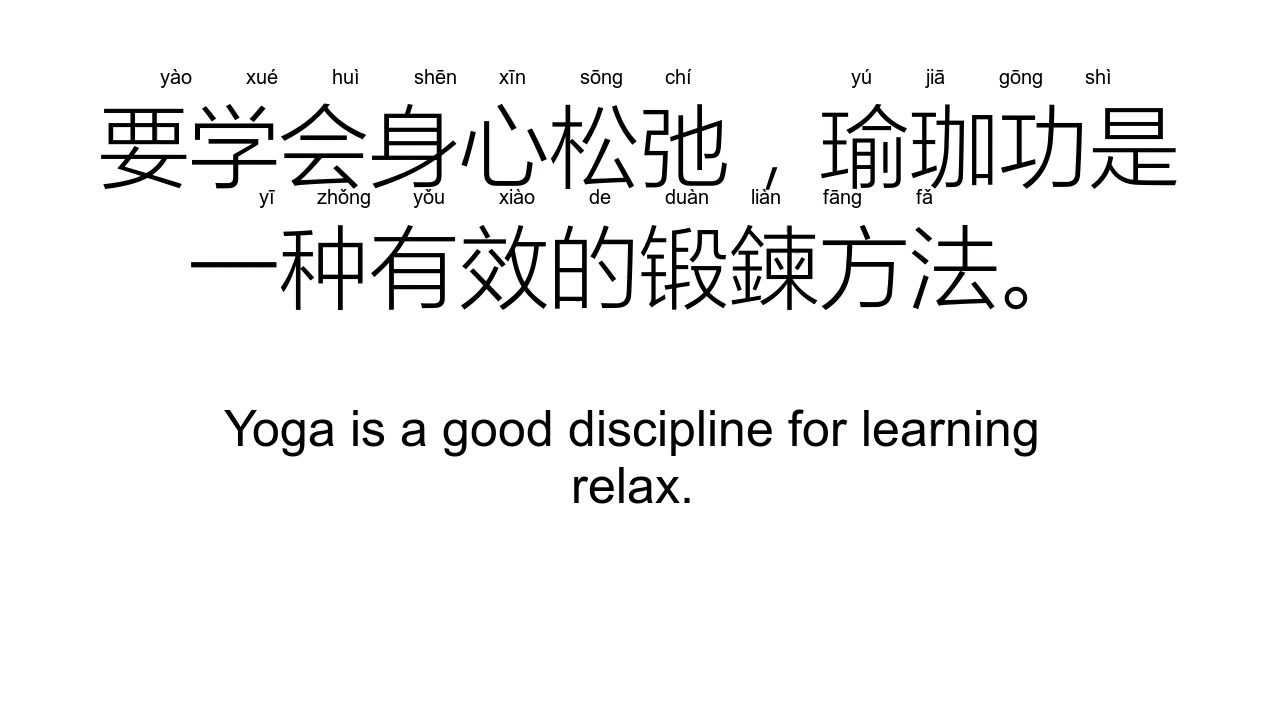 yào xué huì shēn xīn sōng chí yú jiā gōng shì
要学会身心松弛，瑜珈功是
yī zhǒng yǒu xiào de duàn liàn fāng fǎ
一种有效的锻鍊方法。
Yoga is a good discipline for learning
relax.